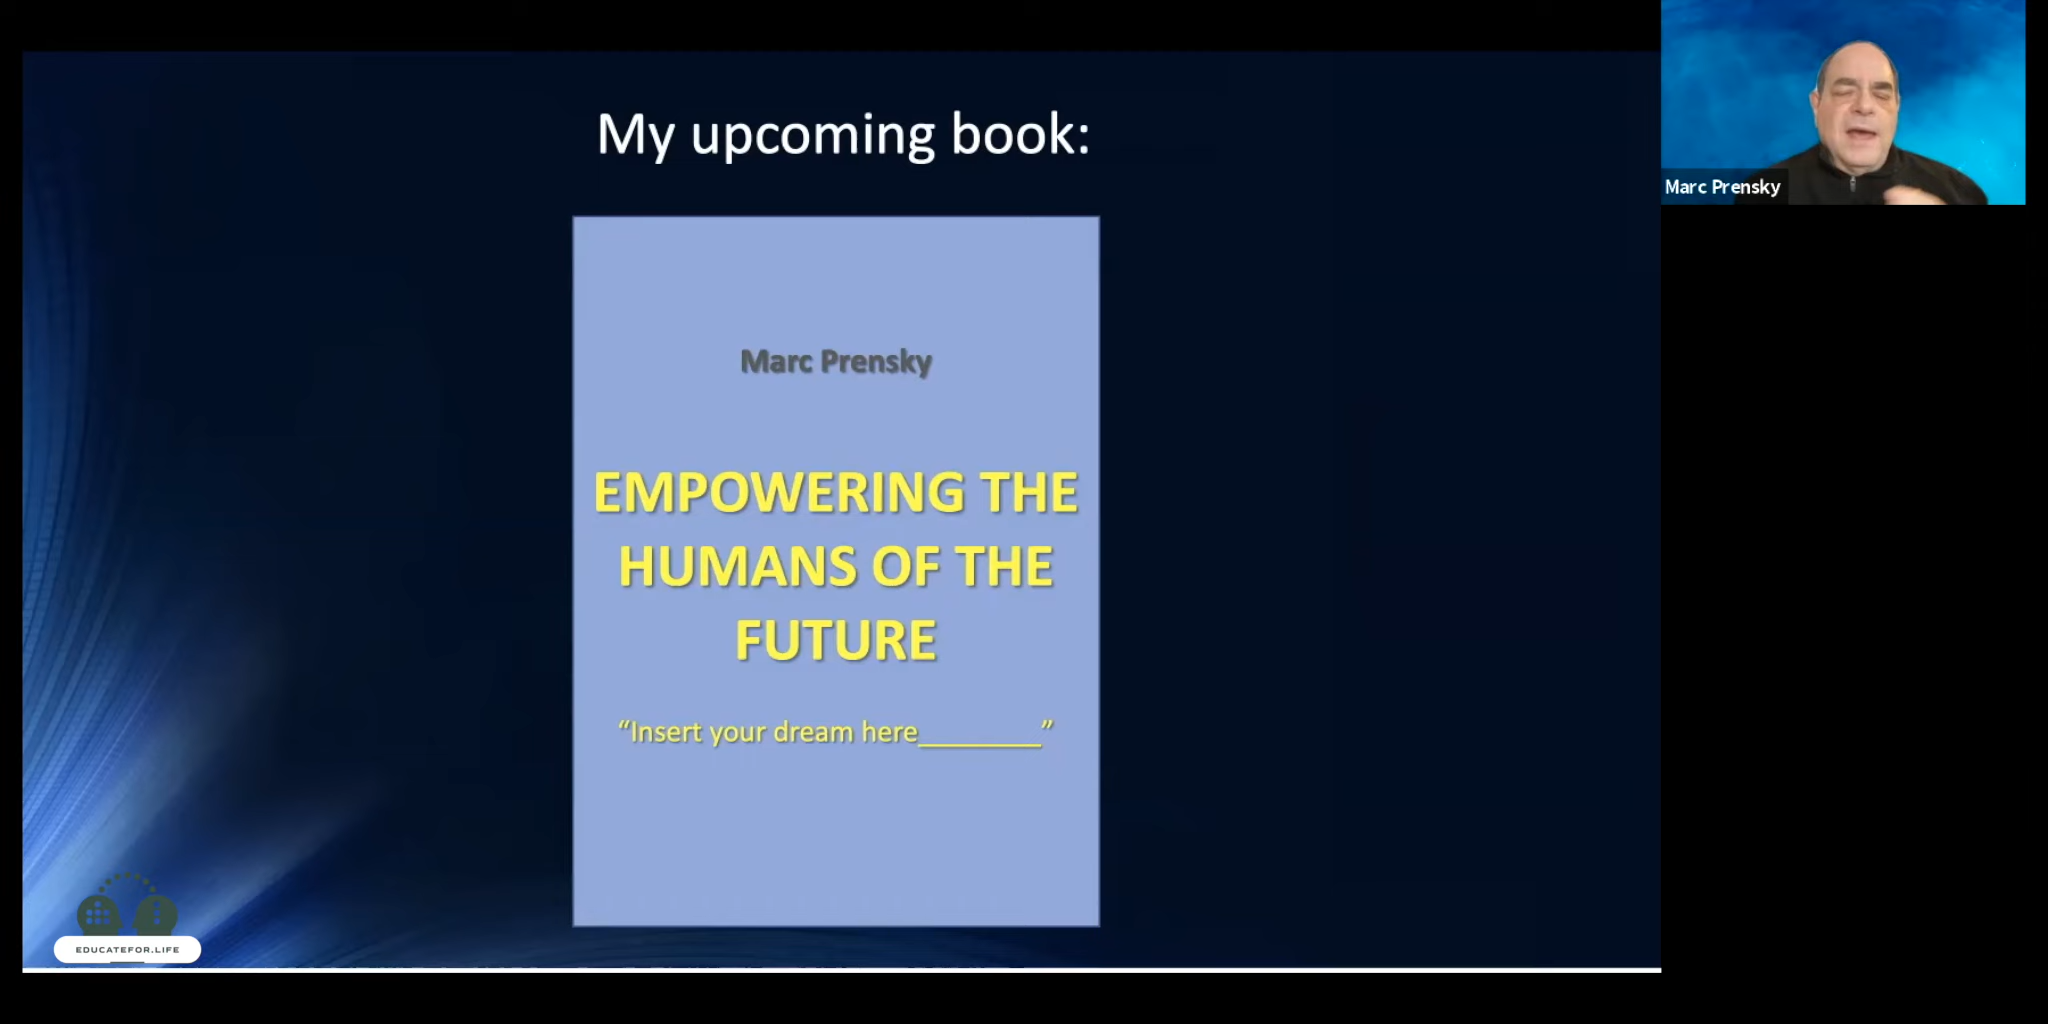 My upcoming book:
Marc Prensky
Marc Prensky
EMPOWERING THE
HUMANS OF THE
FUTURE
“Insert your dream here________”
EDUCATEFOR.LIFE